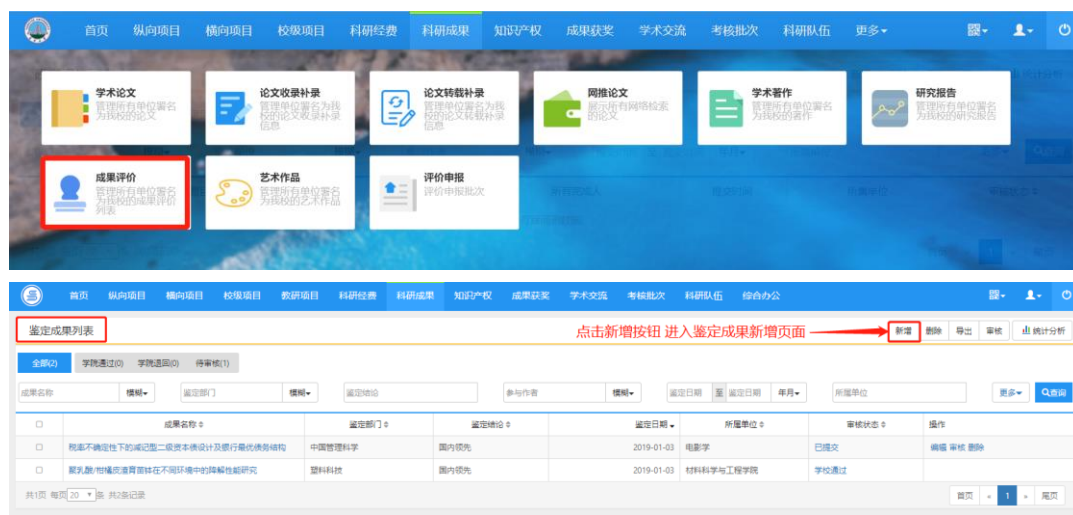 首页 纵向项目 横向项目 校级项目 科研经费 科研成果 知识产权 成果获奖 学术交流 考核批次 科研队伍 更多
统计分析
学术论文
管理所有单位署名
为我校的论文
论文收录补录
管理单位署名为我
校的论文收录补录
信息
论文转载补录
管理单位署名为我
校的论文转载补录
信息
网推论文
展示所有网络检索
的论文
学术著作
管理所有单位署名
为我校的著作
研究报告
管理所有单位署名
为我校的研究报告
成果评价
管理所有单位署名
为我校的成果评价
列表
艺术作品
管理所有单位署名
为我校的艺术作品
评价申报
评价申报批次
所属单位 审核状态
首页 纵向项目 横向项目 校级项目 教研项目 科研经费 科研成果 知识产权 成果获奖 学术交流 考核批次 科研队伍 综合办公
鉴定成果列表
点击新增按钮 进入鉴定成果新增页面
新增 删除 导出 审核 统计分析
全部(2) 学院通过(0) 学院退回(0) 待审核(1)
成果名称 模糊 鉴定部门 模糊 鉴定结论 参与作者 模糊 鉴定日期 至 鉴定日期 年月 所属单位 更多 查询
成果名称 鉴定部门 鉴定结论 鉴定日期 所属单位 审核状态 操作
税率不确定性下的减记型二级资本债设计及银行最优债务结构 中国管理科学 国内领先 2019-01-03 电影学 已提交 编辑 审核 删除
聚乳酸/柑橘皮渣育苗钵在不同环境中的降解性能研究 塑料科技 国内领先 2019-01-03 材料科学与工程学院 学校通过
共1页 每页 20 条 共2条记录
首页 « 1 » 尾页